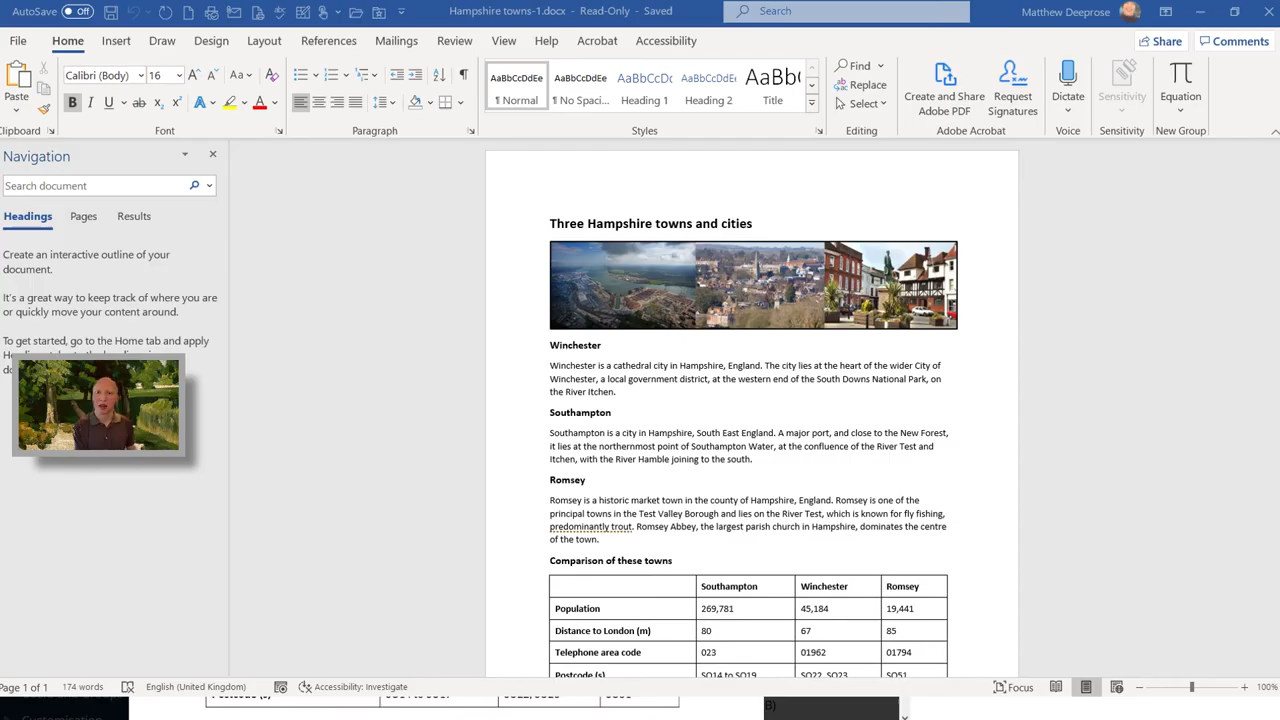 AutoSave Off Hampshire towns-1.docx - Read-Only - Saved Search Matthew Deeprose
File Home Insert Draw Design Layout References Mailings Review View Help Acrobat Accessibility Share Comments
Paste Calibri (Body) 16 AaBbCcDdEe AaBbCcDdEe AaBbCcDc AaBbCcDdEe AaBb( Find Replace Select
¶ Normal ¶ No Spaci... Heading 1 Heading 2 Title
Create and Share Adobe PDF Request Signatures Dictate Sensitivity Equation
Clipboard Font Paragraph Styles Editing Adobe Acrobat Voice Sensitivity New Group
Navigation
Search document
Headings Pages Results
Create an interactive outline of your
document.
It's a great way to keep track of where you are
or quickly move your content around.
To get started, go to the Home tab and apply
Three Hampshire towns and cities
Winchester
Winchester is a cathedral city in Hampshire, England. The city lies at the heart of the wider City of
Winchester, a local government district, at the western end of the South Downs National Park, on
the River Itchen.
Southampton
Southampton is a city in Hampshire, South East England. A major port, and close to the New Forest,
it lies at the northernmost point of Southampton Water, at the confluence of the River Test and
Itchen, with the River Hamble joining to the south.
Romsey
Romsey is a historic market town in the county of Hampshire, England. Romsey is one of the
principal towns in the Test Valley Borough and lies on the River Test, which is known for fly fishing,
predominantly trout. Romsey Abbey, the largest parish church in Hampshire, dominates the centre
of the town.
Comparison of these towns
Southampton Winchester Romsey
Population 269,781 45,184 19,441
Distance to London (m) 80 67 85
Telephone area code 023 01962 01794
Postcode (s) SO14 to SO19 SO22, SO23 SO51
Page 1 of 1 174 words English (United Kingdom) Accessibility: Investigate Focus 100%